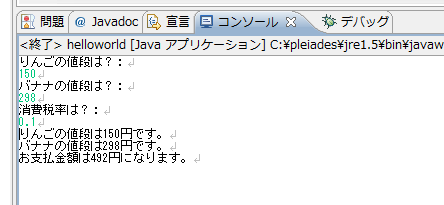 問題 @ Javadoc 宣言 コンソール デバッグ
<終了> helloworld [Java アプリケーション] C:¥pleiades¥jre1.5¥bin¥javaw
りんごの値段は？：
150
バナナの値段は？：
298
消費税率は？：
0.1
りんごの値段は150円です。
バナナの値段は298円です。
お支払金額は492円になります。